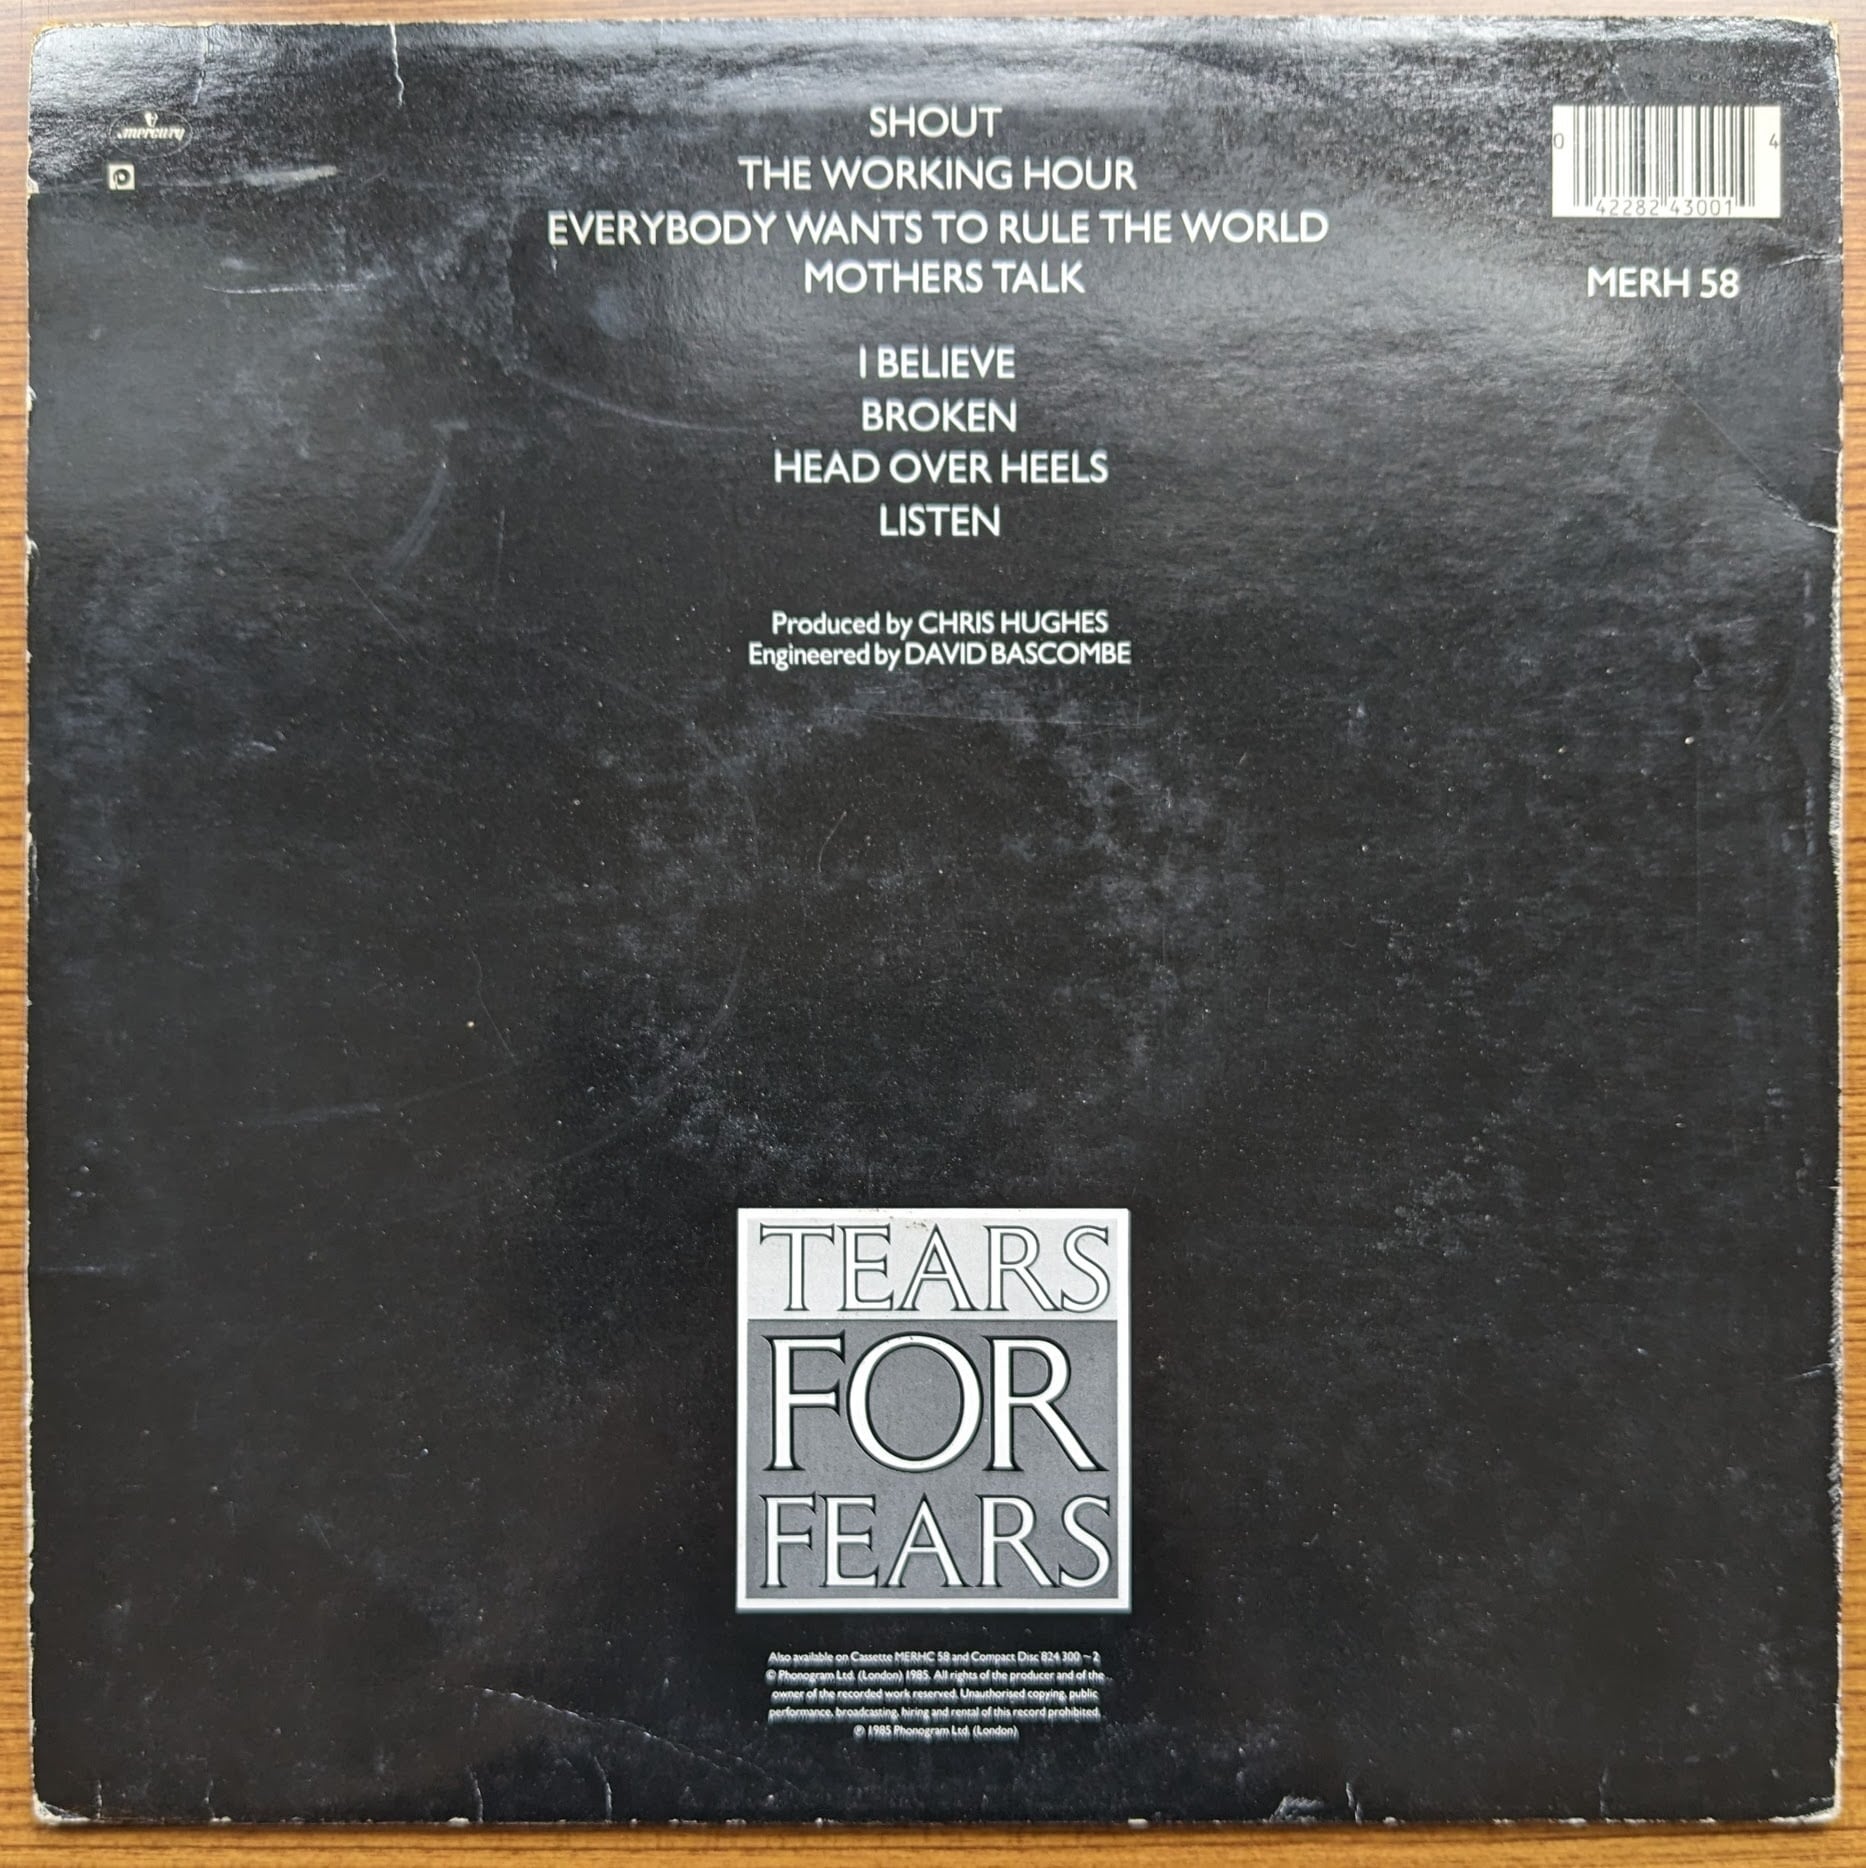 mercury
SHOUT
THE WORKING HOUR
EVERYBODY WANTS TO RULE THE WORLD
MOTHERS TALK
0 42282 43001 4
MERH 58
I BELIEVE
BROKEN
HEAD OVER HEELS
LISTEN
Produced by CHRIS HUGHES
Engineered by DAVID BASCOMBE
TEARS
FOR
FEARS
Also available on Cassette MERHC 58 and Compact Disc 824 300 – 2
℗ Phonogram Ltd. (London) 1985. All rights of the producer and of the
owner of the recorded work reserved. Unauthorised copying, public
performance, broadcasting, hiring and rental of this record prohibited.
© 1985 Phonogram Ltd. (London)